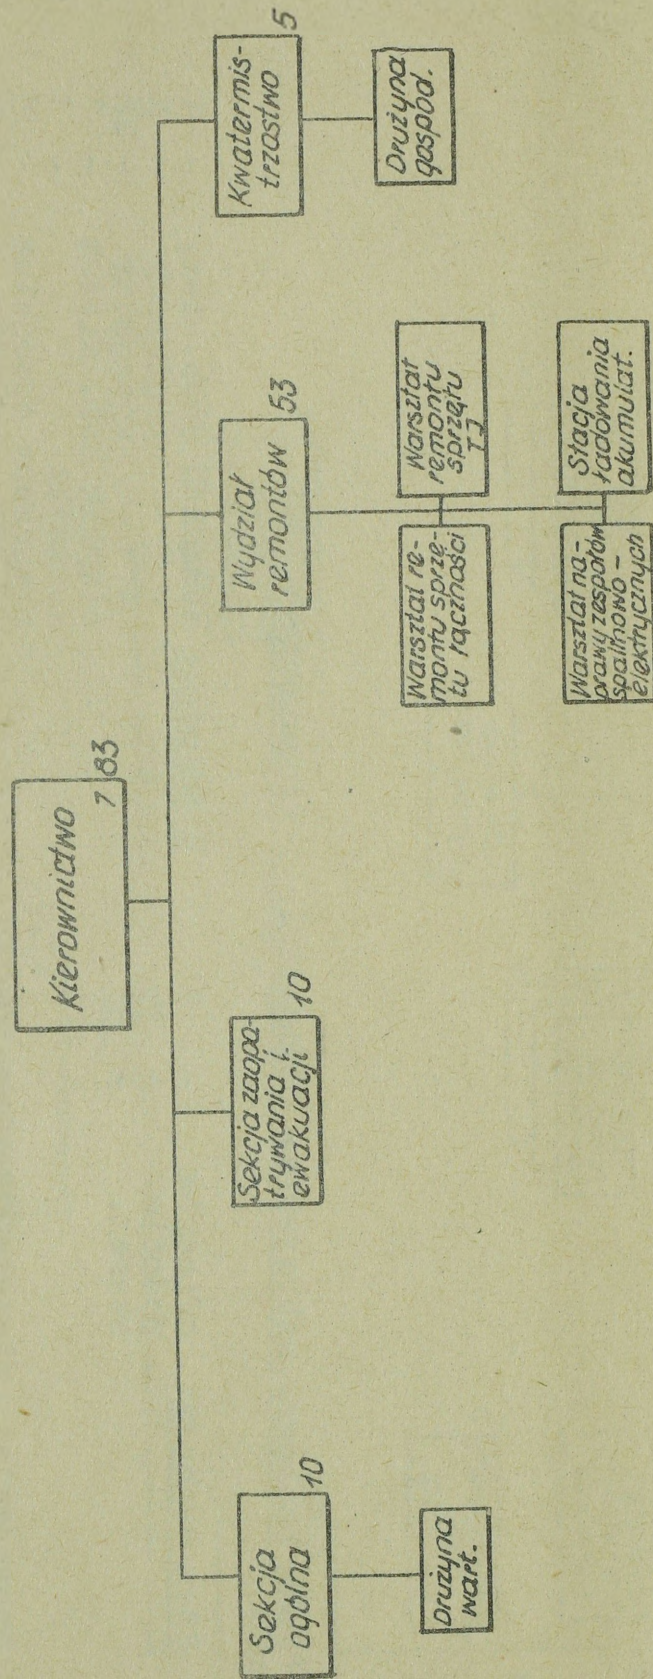 Kierownictwo
7
83
Sekcja
ogólna
10
Sekcja zaopa-
trywania i
ewakuacji
10
Wydział
remontów
53
Kwatermis-
trzostwo
5
Drużyna
wart.
Warsztat re-
montu sprzę-
tu łączności
Warsztat
remontu
sprzętu
TJ
Warsztat na-
prawy zespołów
spalinowo-
elektrycznych
Stacja
ładowania
akumulat.
Drużyna
gospod.